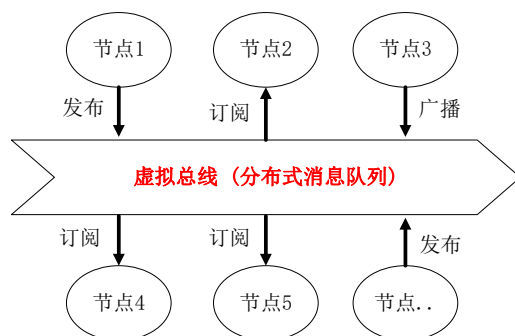 节点1
节点2
节点3
发布
订阅
广播
虚拟总线 (分布式消息队列)
订阅
订阅
发布
节点4
节点5
节点..